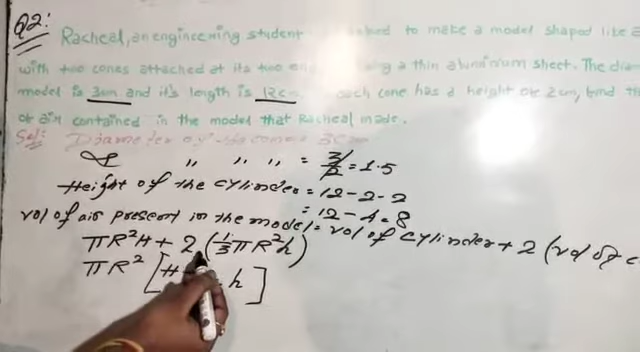 Q2:
Racheal, an engineering student to make a model shaped like a
with two cones attached at its two a thin aluminium sheet. The dia
model is 3cm and it's length is 12cm each cone has a height of 2cm, find the
of air contained in the model that Racheal made.
Sol: Diameter of the cone = 3cm
" " " = 3/2 = 1.5
Height of the cylinder = 12-2-2
= 12-4=8
vol of air present in the model = vol of cylinder + 2 (vol of c
πR²H + 2 (1/3 πR²h)
πR² [H h]